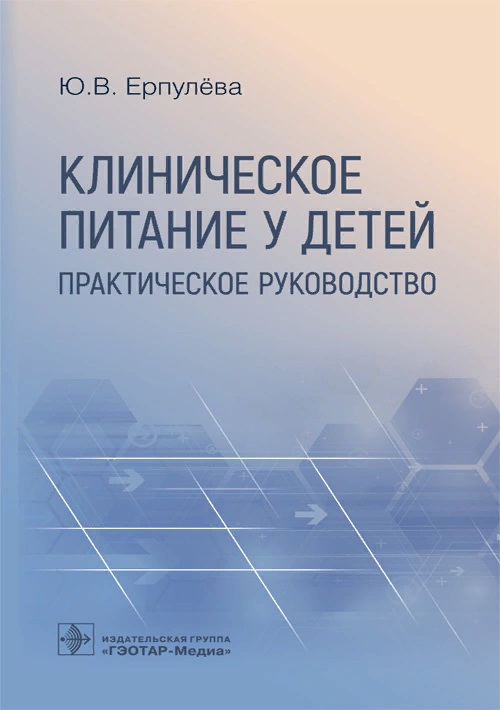 Ю.В. Ерпулёва
КЛИНИЧЕСКОЕ
ПИТАНИЕ У ДЕТЕЙ
ПРАКТИЧЕСКОЕ РУКОВОДСТВО
ИЗДАТЕЛЬСКАЯ ГРУППА
«ГЭОТАР-Медиа»